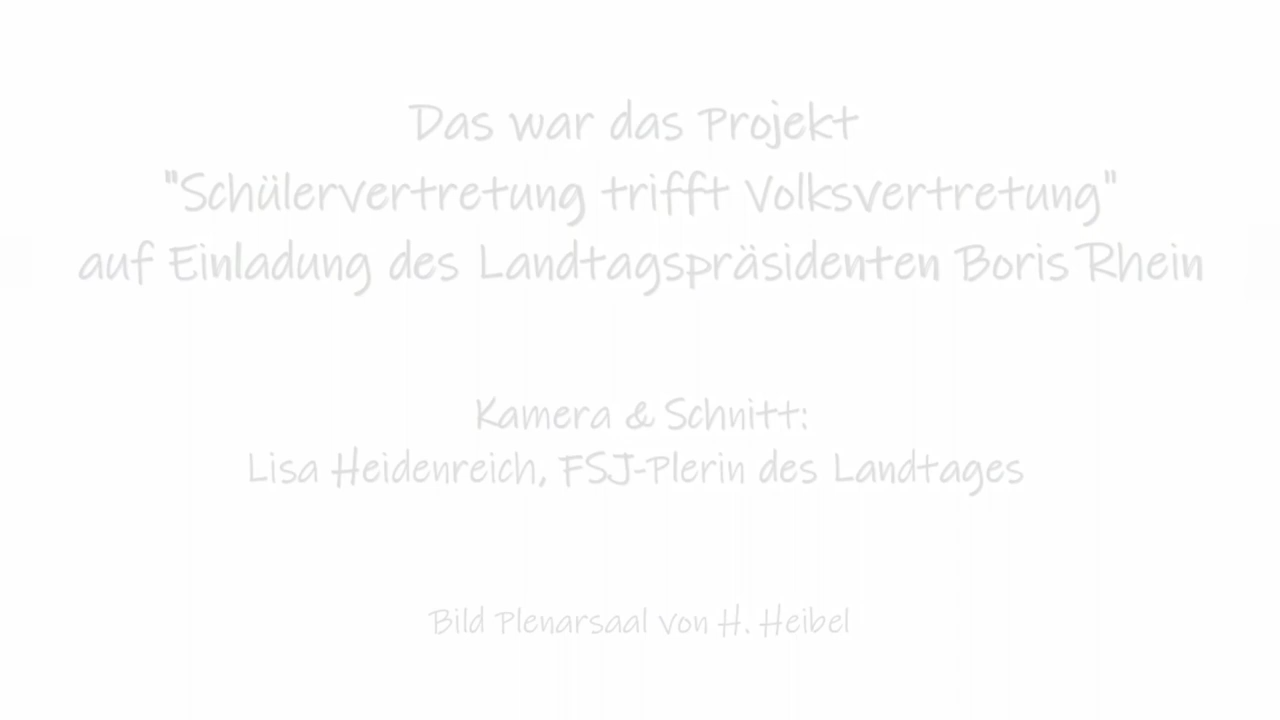 Das war das Projekt
"Schülervertretung trifft Volksvertretung"
auf Einladung des Landtagspräsidenten Boris Rhein
Kamera & Schnitt:
Lisa Heidenreich, FSJ-Plerin des Landtages
Bild Plenarsaal von H. Heibel